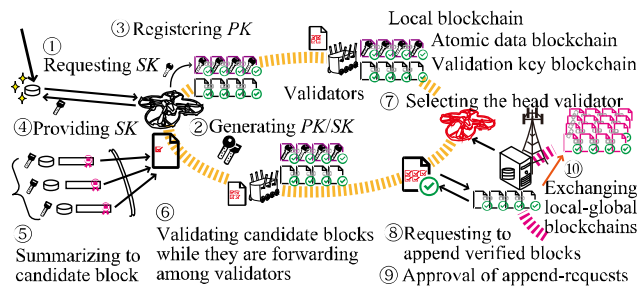 ③ Registering PK
Local blockchain
① Requesting SK
Atomic data blockchain
Validation key blockchain
Validators
⑦ Selecting the head validator
④ Providing SK
② Generating PK/SK
⑩
Exchanging
local-global
blockchains
⑤
Summarizing to
candidate block
⑥
Validating candidate blocks
while they are forwarding
among validators
⑧ Requesting to
append verified blocks
⑨ Approval of append-requests